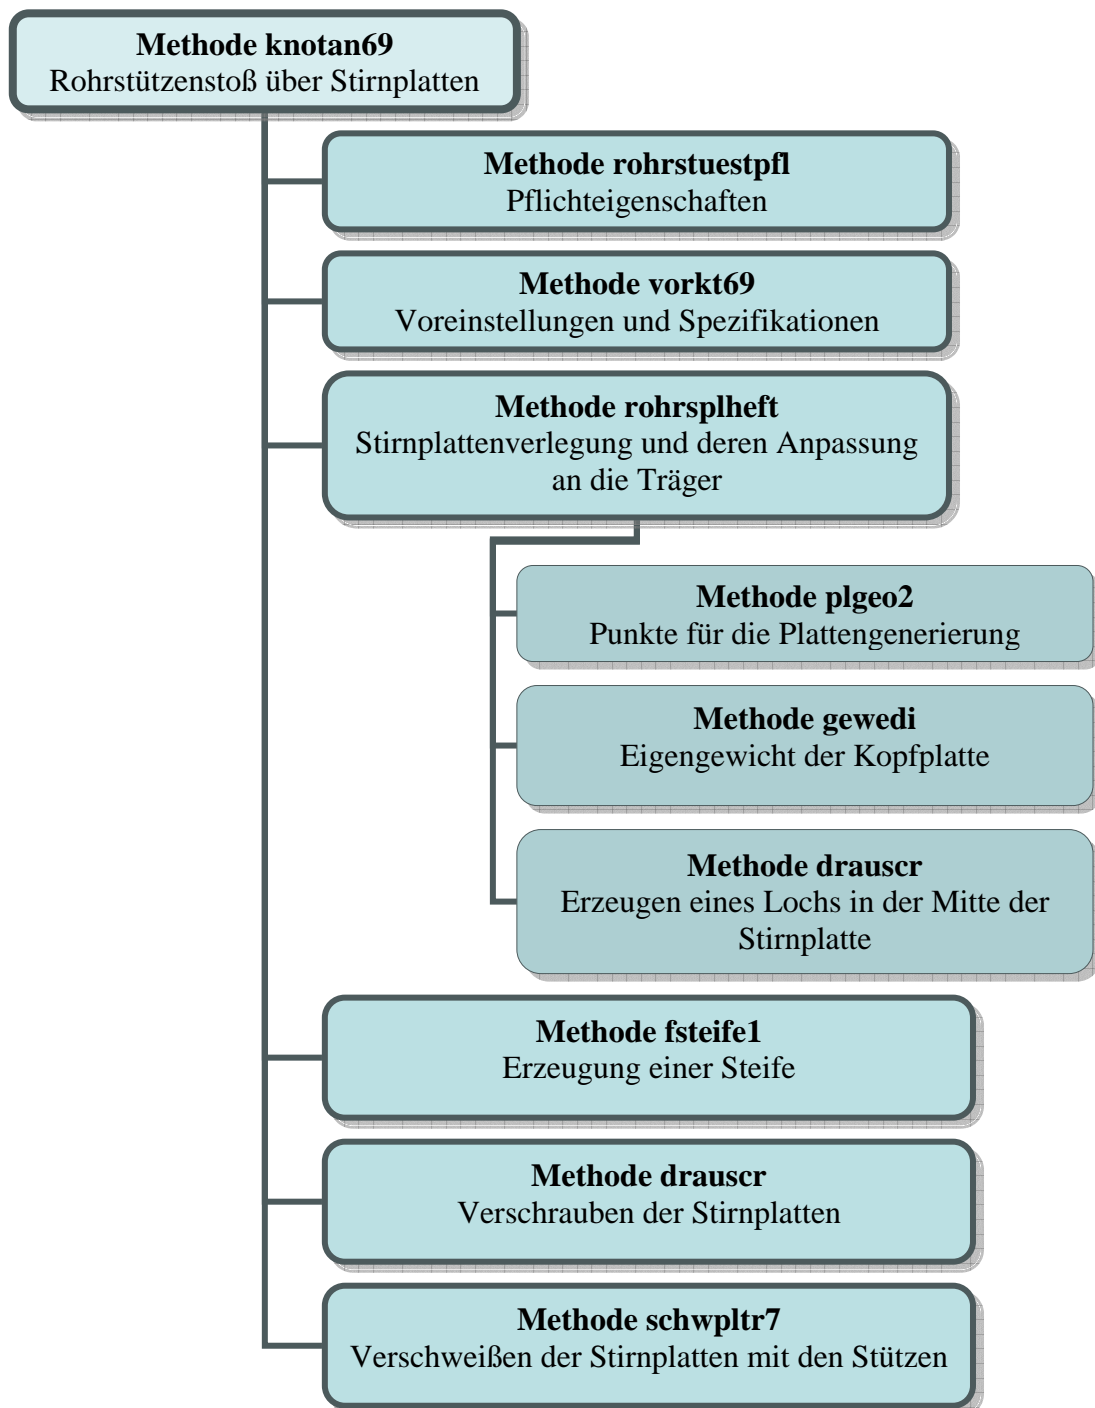 Methode knotan69
Rohrstützenstoß über Stirnplatten
Methode rohrstuestpfl
Pflichteigenschaften
Methode vorkt69
Voreinstellungen und Spezifikationen
Methode rohrsplheft
Stirnplattenverlegung und deren Anpassung
an die Träger
Methode plgeo2
Punkte für die Plattengenerierung
Methode gewedi
Eigengewicht der Kopfplatte
Methode drauscr
Erzeugen eines Lochs in der Mitte der
Stirnplatte
Methode fsteife1
Erzeugung einer Steife
Methode drauscr
Verschrauben der Stirnplatten
Methode schwpltr7
Verschweißen der Stirnplatten mit den Stützen